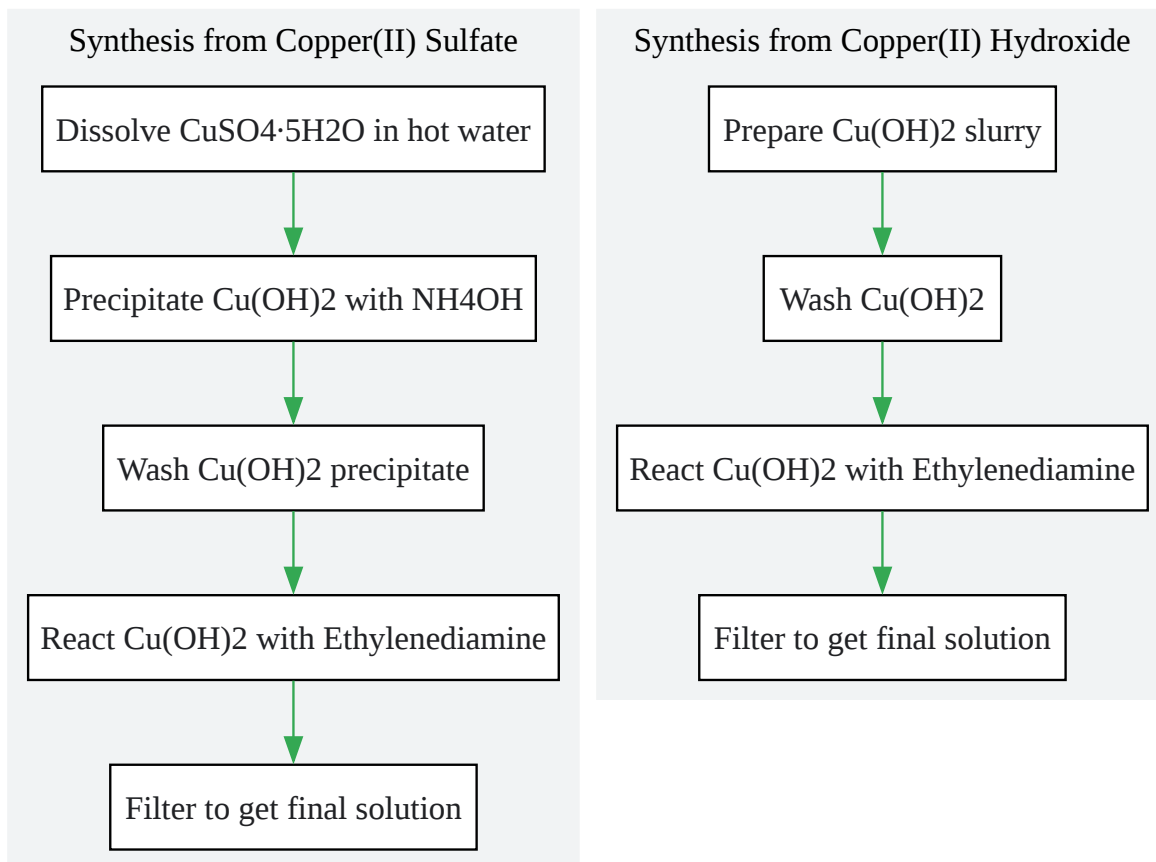 Synthesis from Copper(II) Sulfate
Dissolve CuSO4·5H2O in hot water
Precipitate Cu(OH)2 with NH4OH
Wash Cu(OH)2 precipitate
React Cu(OH)2 with Ethylenediamine
Filter to get final solution
Synthesis from Copper(II) Hydroxide
Prepare Cu(OH)2 slurry
Wash Cu(OH)2
React Cu(OH)2 with Ethylenediamine
Filter to get final solution